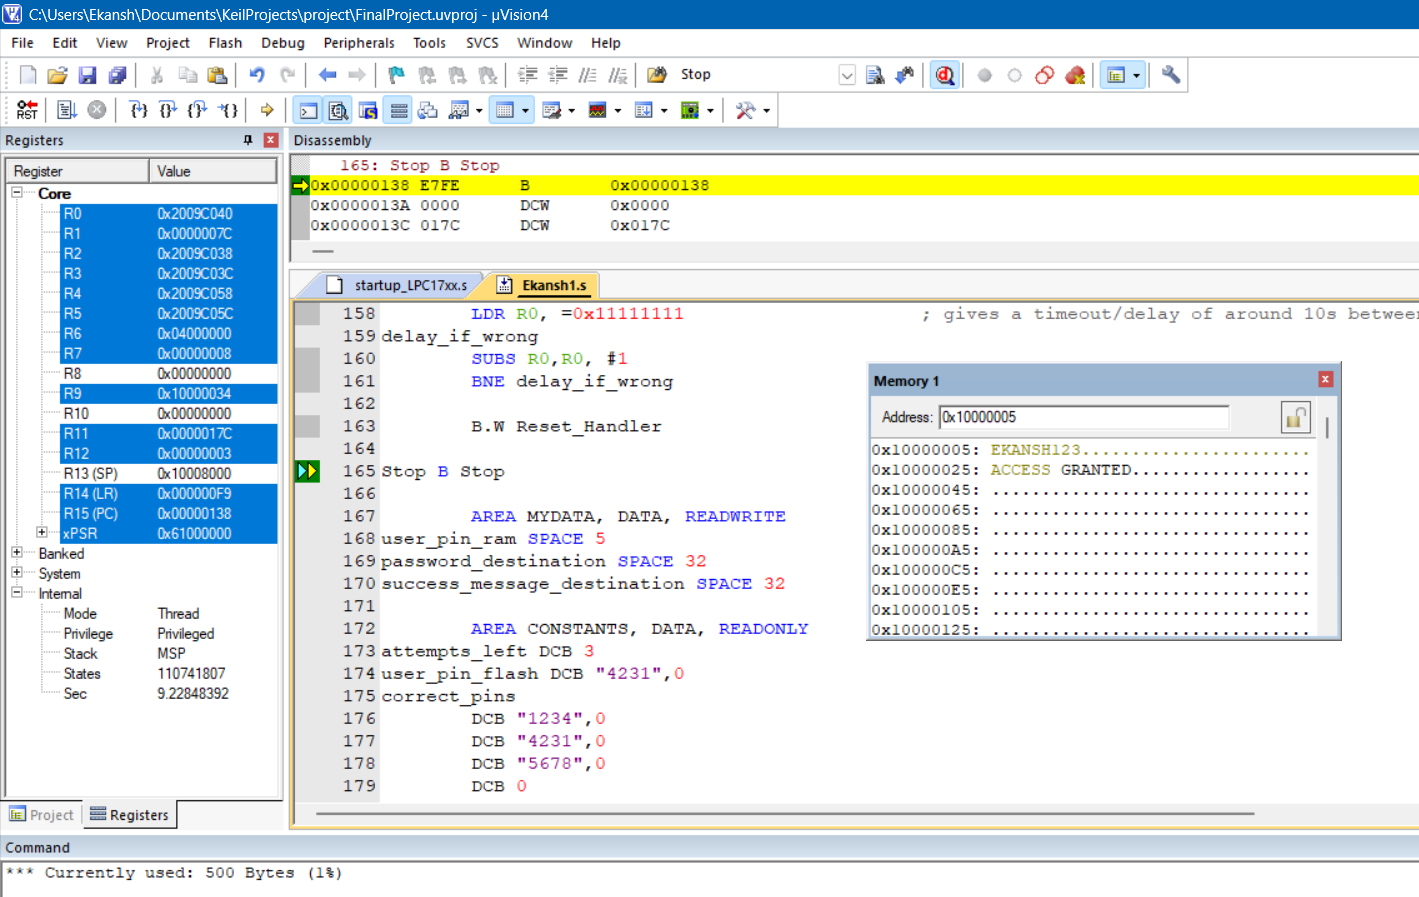 C:\Users\Ekansh\Documents\KeilProjects\project\FinalProject.uvproj - µVision4
File Edit View Project Flash Debug Peripherals Tools SVCS Window Help
Stop
RST
Registers
Register Value
Core
R0 0x2009C040
R1 0x0000007C
R2 0x2009C038
R3 0x2009C03C
R4 0x2009C058
R5 0x2009C05C
R6 0x04000000
R7 0x00000008
R8 0x00000000
R9 0x10000034
R10 0x00000000
R11 0x0000017C
R12 0x00000003
R13 (SP) 0x10008000
R14 (LR) 0x000000F9
R15 (PC) 0x00000138
xPSR 0x61000000
Banked
System
Internal
Mode Thread
Privilege Privileged
Stack MSP
States 110741807
Sec 9.22848392
Project Registers
Disassembly
165: Stop B Stop
0x00000138 E7FE B 0x00000138
0x0000013A 0000 DCW 0x0000
0x0000013C 017C DCW 0x017C
startup_LPC17xx.s Ekansh1.s
158 LDR R0, =0x11111111 ; gives a timeout/delay of around 10s between
159 delay_if_wrong
160 SUBS R0,R0, #1
161 BNE delay_if_wrong
162
163 B.W Reset_Handler
164
165 Stop B Stop
166
167 AREA MYDATA, DATA, READWRITE
168 user_pin_ram SPACE 5
169 password_destination SPACE 32
170 success_message_destination SPACE 32
171
172 AREA CONSTANTS, DATA, READONLY
173 attempts_left DCB 3
174 user_pin_flash DCB "4231",0
175 correct_pins
176 DCB "1234",0
177 DCB "4231",0
178 DCB "5678",0
179 DCB 0
Memory 1
Address: 0x10000005
0x10000005: EKANSH123.......................
0x10000025: ACCESS GRANTED..................
0x10000045: ................................
0x10000065: ................................
0x10000085: ................................
0x100000A5: ................................
0x100000C5: ................................
0x100000E5: ................................
0x10000105: ................................
0x10000125: ................................
Command
*** Currently used: 500 Bytes (1%)